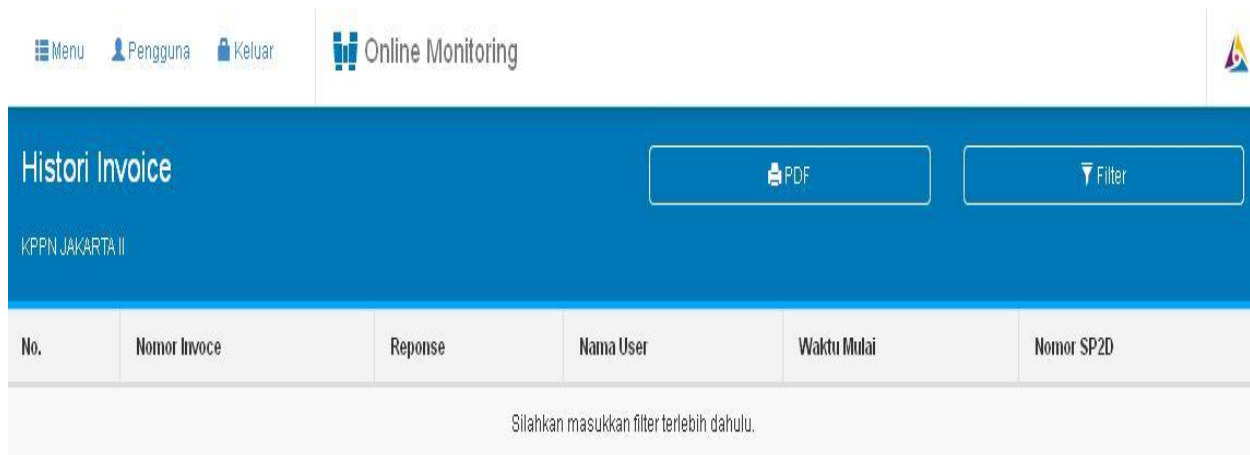 Menu Pengguna Keluar Online Monitoring
Histori Invoice PDF Filter
KPPN JAKARTA II
No. Nomor Invoce Reponse Nama User Waktu Mulai Nomor SP2D
Silahkan masukkan filter terlebih dahulu.